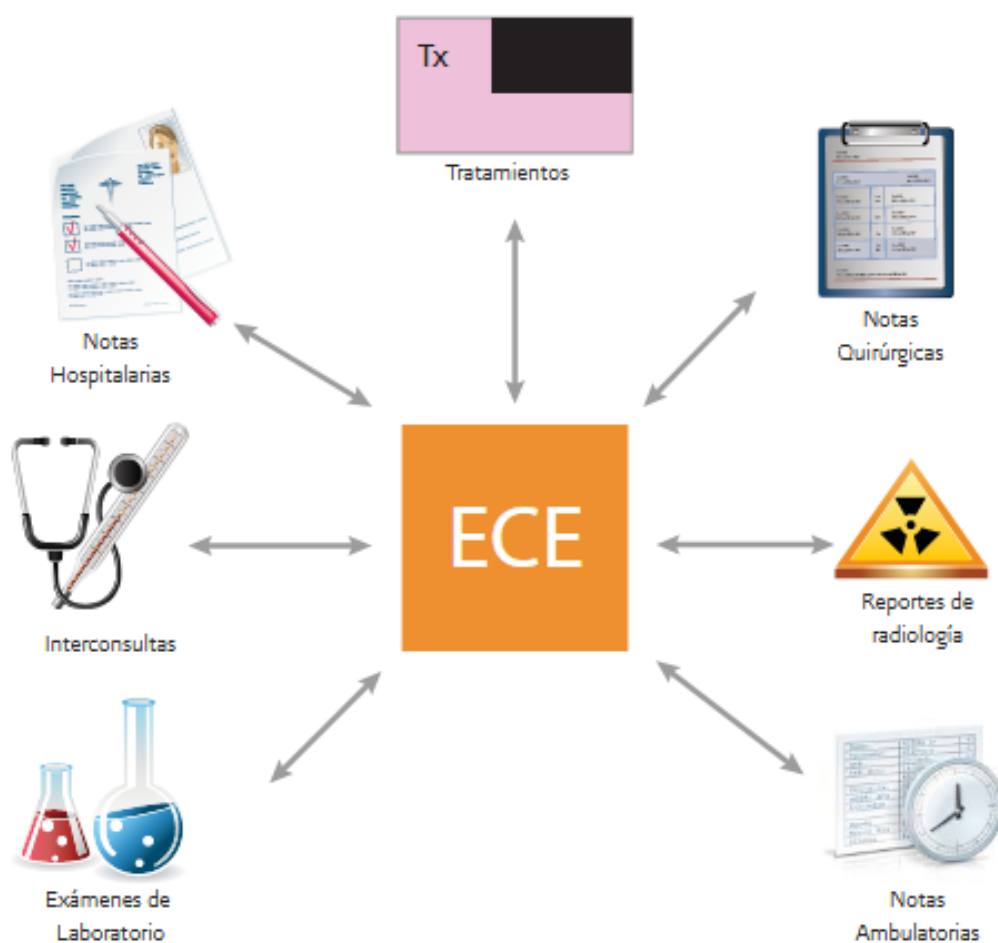 Tx
Tratamientos
Notas
Hospitalarias
Notas
Quirúrgicas
ECE
Interconsultas
Reportes de
radiología
Exámenes de
Laboratorio
Notas
Ambulatorias